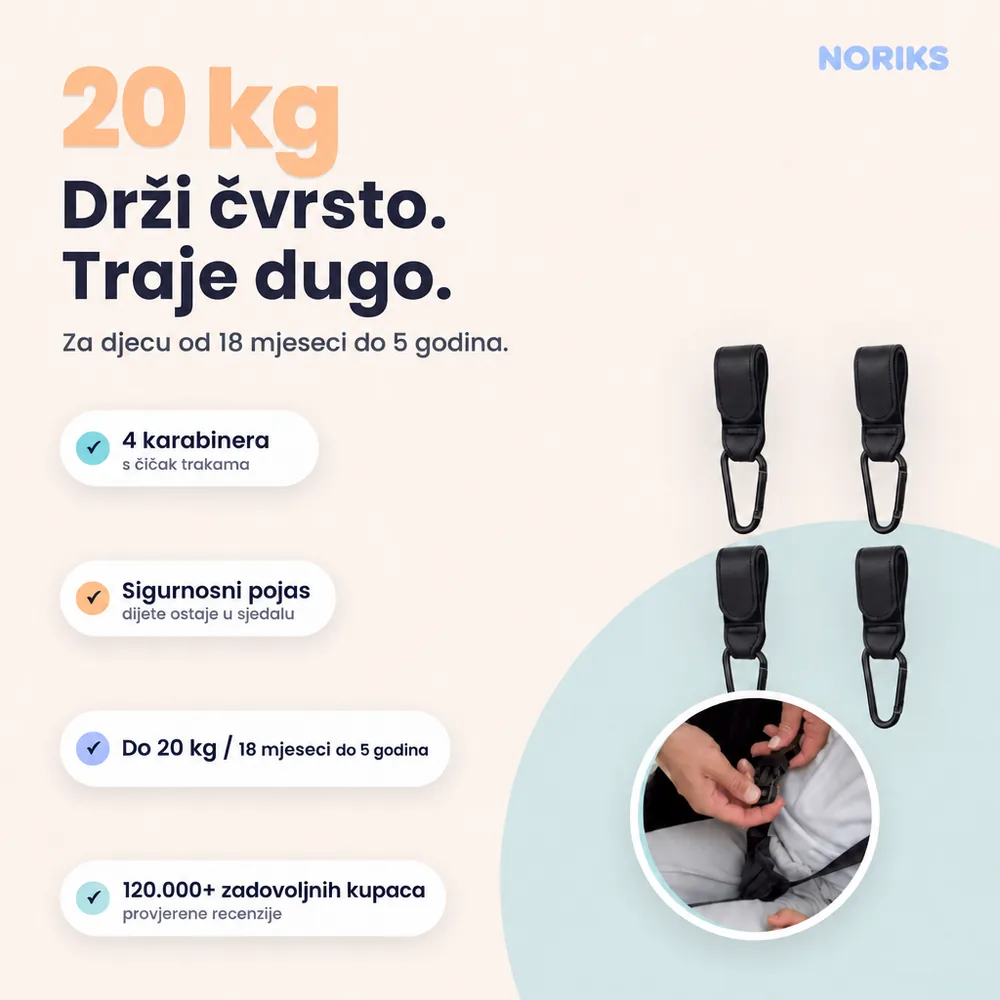 NORIKS
20 kg
Drži čvrsto.
Traje dugo.
Za djecu od 18 mjeseci do 5 godina.
4 karabinera
s čičak trakama
Sigurnosni pojas
dijete ostaje u sjedalu
Do 20 kg / 18 mjeseci do 5 godina
120.000+ zadovoljnih kupaca
provjerene recenzije